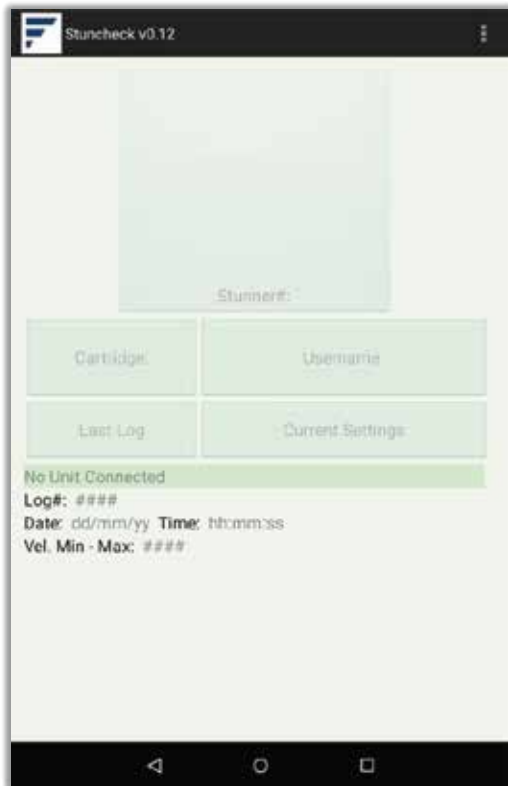 Stuncheck v0.12
Stunner#:
Cartridge:
Username
Last Log
Current Settings
No Unit Connected
Log#: ####
Date: dd/mm/yy Time: hh:mm:ss
Vel. Min - Max: ####